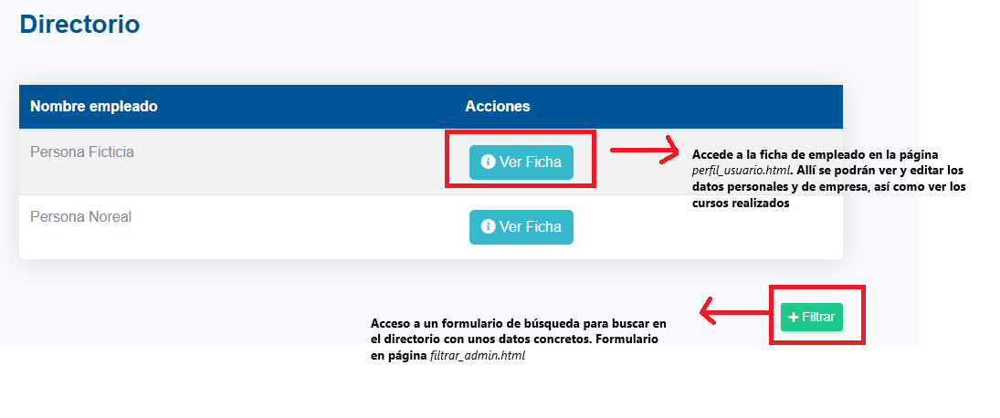 Directorio
Nombre empleado Acciones
Persona Ficticia Ver Ficha
Accede a la ficha de empleado en la página
perfil_usuario.html. Allí se podrán ver y editar los
datos personales y de empresa, así como ver los
cursos realizados
Persona Noreal Ver Ficha
Filtrar
Acceso a un formulario de búsqueda para buscar en
el directorio con unos datos concretos. Formulario
en página filtrar_admin.html